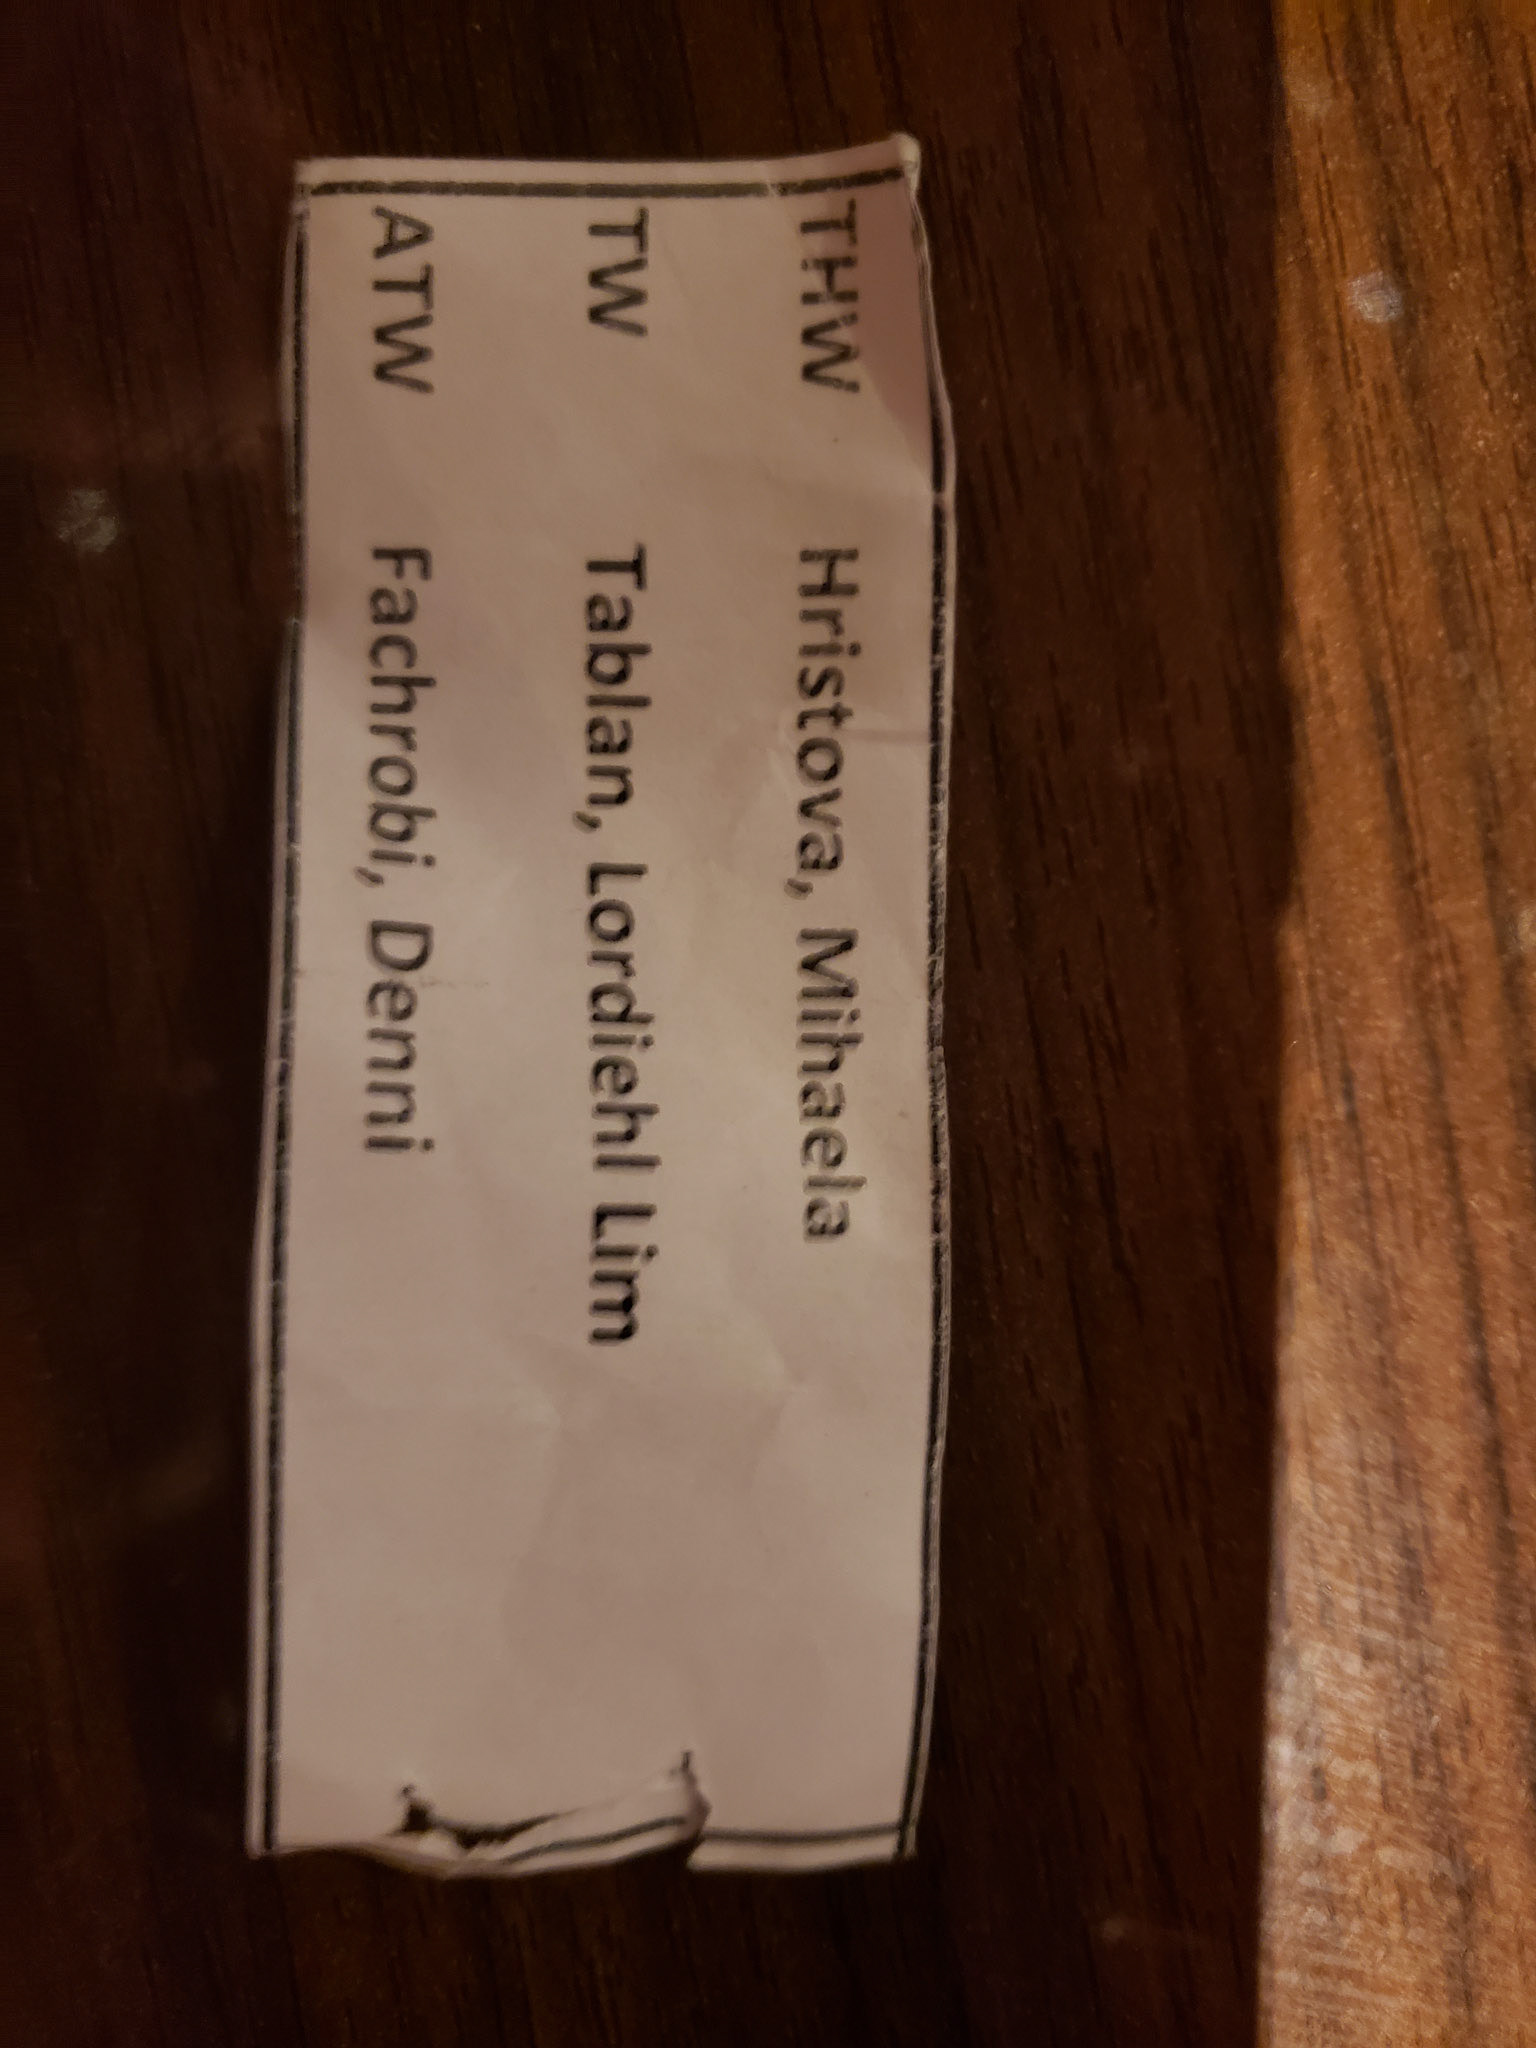 THW Hristova, Mihaela
TW Tablan, Lordiehl Lim
ATW Fachrobi, Denni